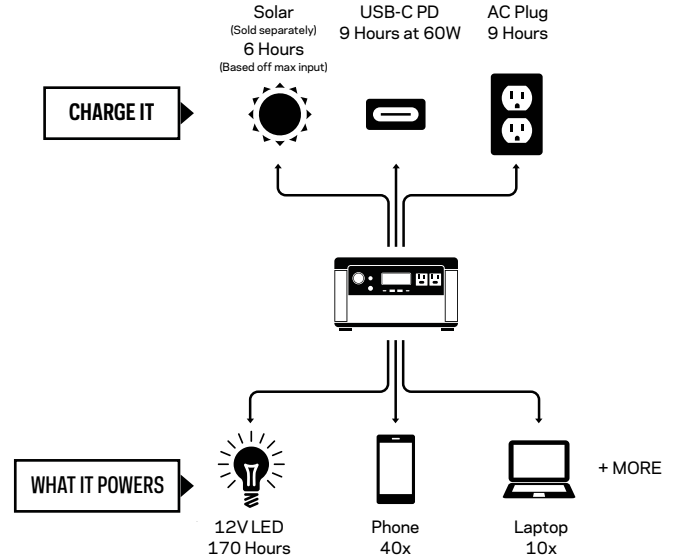 Solar
(Sold separately)
6 Hours
(Based off max input)
USB-C PD
9 Hours at 60W
AC Plug
9 Hours
CHARGE IT
WHAT IT POWERS
12V LED
170 Hours
Phone
40x
Laptop
10x
+ MORE